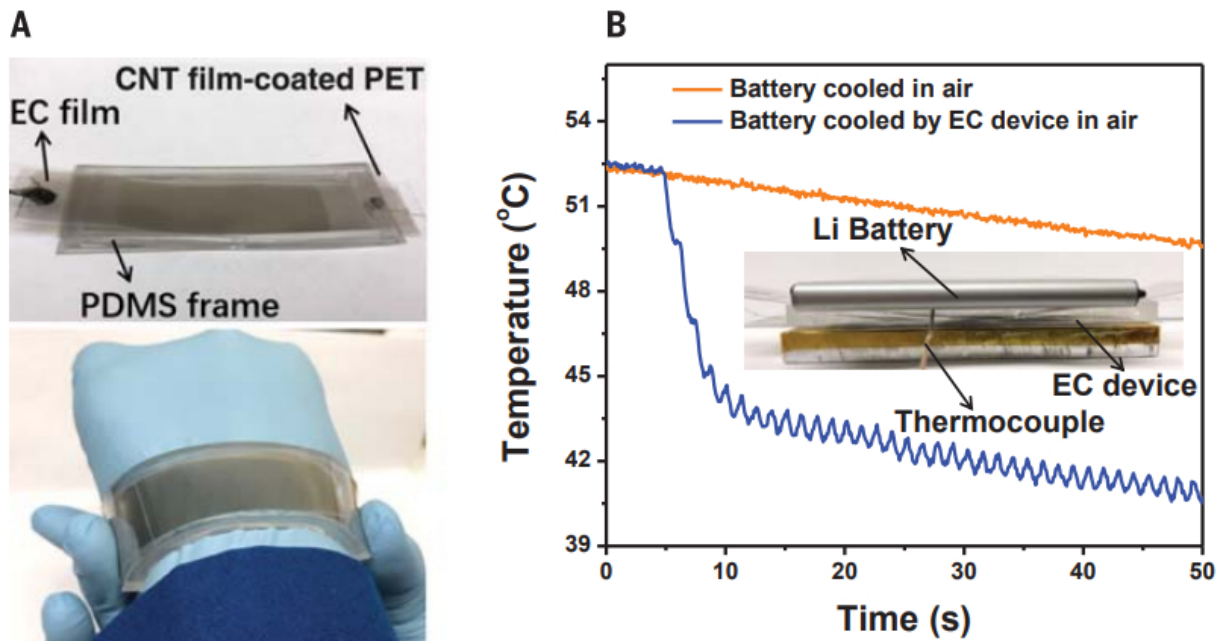 A
CNT film-coated PET
EC film
PDMS frame
B
Battery cooled in air
Battery cooled by EC device in air
Temperature (°C)
54
51
48
45
42
39
Li Battery
EC device
Thermocouple
0
10
20
30
40
50
Time (s)